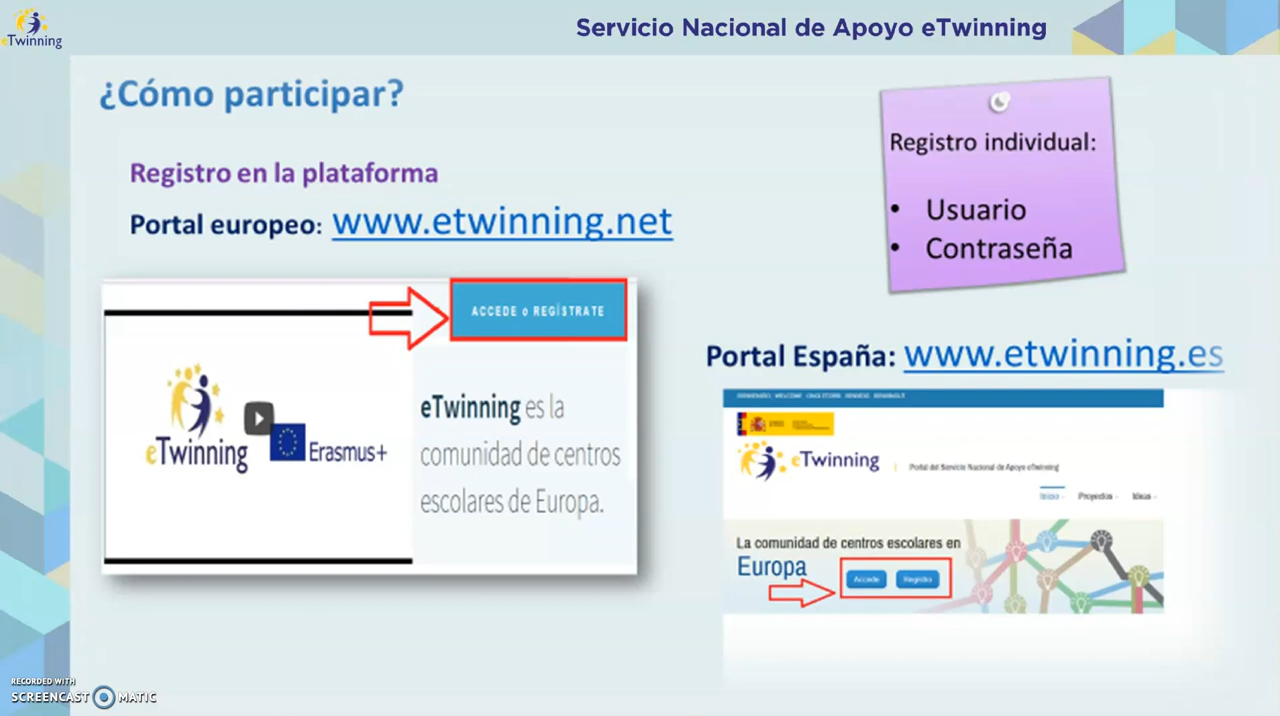 eTwinning
Servicio Nacional de Apoyo eTwinning
¿Cómo participar?
Registro en la plataforma
Portal europeo: www.etwinning.net
Registro individual:
• Usuario
• Contraseña
ACCEDE o REGÍSTRATE
eTwinning
Erasmus+
eTwinning es la
comunidad de centros
escolares de Europa.
Portal España: www.etwinning.es
eTwinning
Portal del Servicio Nacional de Apoyo eTwinning
Inicio Proyectos Ideas
La comunidad de centros escolares en
Europa
Accede Registro
RECORDED WITH
SCREENCAST MATIC